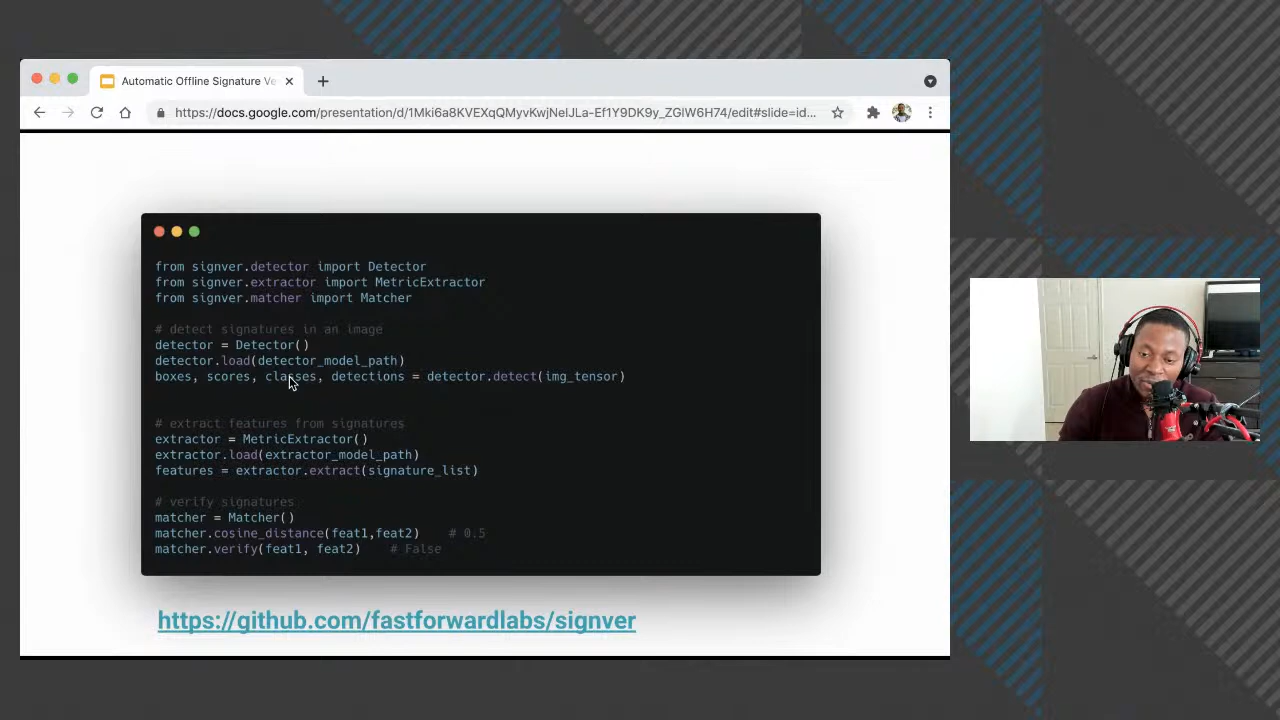 Automatic Offline Signature Ve
https://docs.google.com/presentation/d/1Mki6a8KVEXqQMyvKwjNeIJLa-Ef1Y9DK9y_ZGlW6H74/edit#slide=id...
from signver.detector import Detector
from signver.extractor import MetricExtractor
from signver.matcher import Matcher
# detect signatures in an image
detector = Detector()
detector.load(detector_model_path)
boxes, scores, classes, detections = detector.detect(img_tensor)
# extract features from signatures
extractor = MetricExtractor()
extractor.load(extractor_model_path)
features = extractor.extract(signature_list)
# verify signatures
matcher = Matcher()
matcher.cosine_distance(feat1,feat2) # 0.5
matcher.verify(feat1, feat2) # False
https://github.com/fastforwardlabs/signver